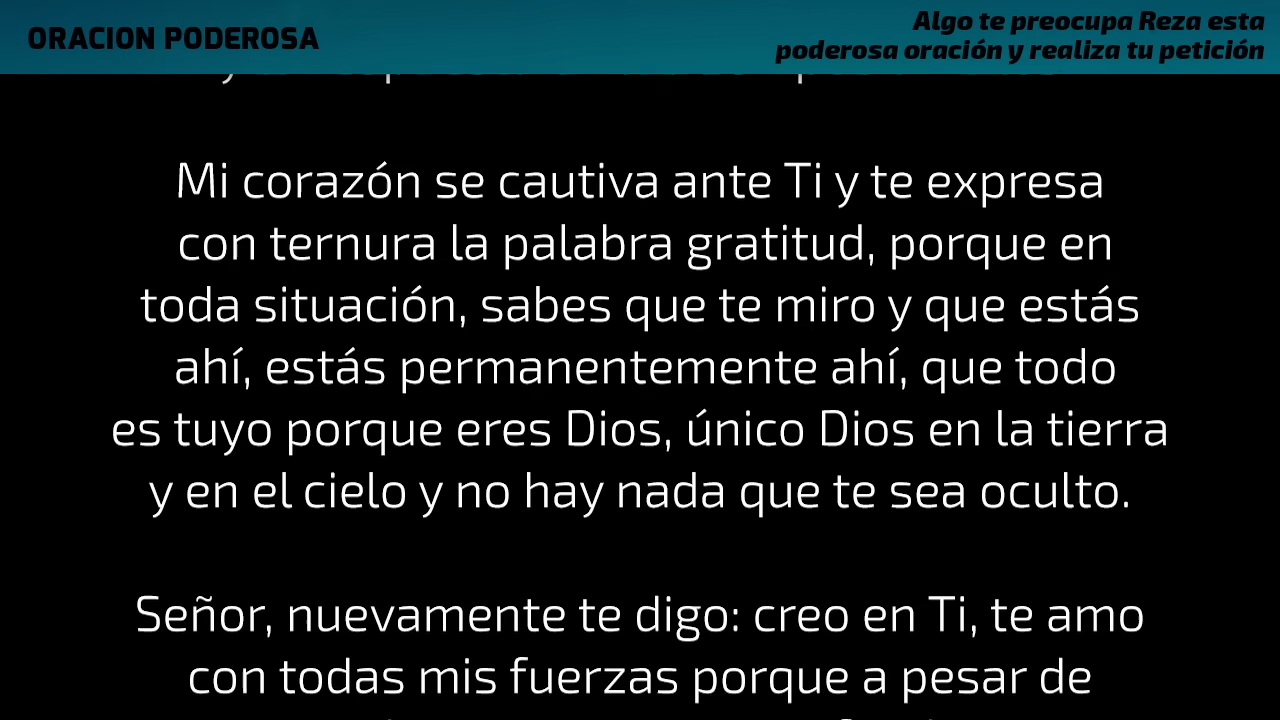 ORACION PODEROSA
Algo te preocupa Reza esta
poderosa oración y realiza tu petición
Mi corazón se cautiva ante Ti y te expresa
con ternura la palabra gratitud, porque en
toda situación, sabes que te miro y que estás
ahí, estás permanentemente ahí, que todo
es tuyo porque eres Dios, único Dios en la tierra
y en el cielo y no hay nada que te sea oculto.
Señor, nuevamente te digo: creo en Ti, te amo
con todas mis fuerzas porque a pesar de